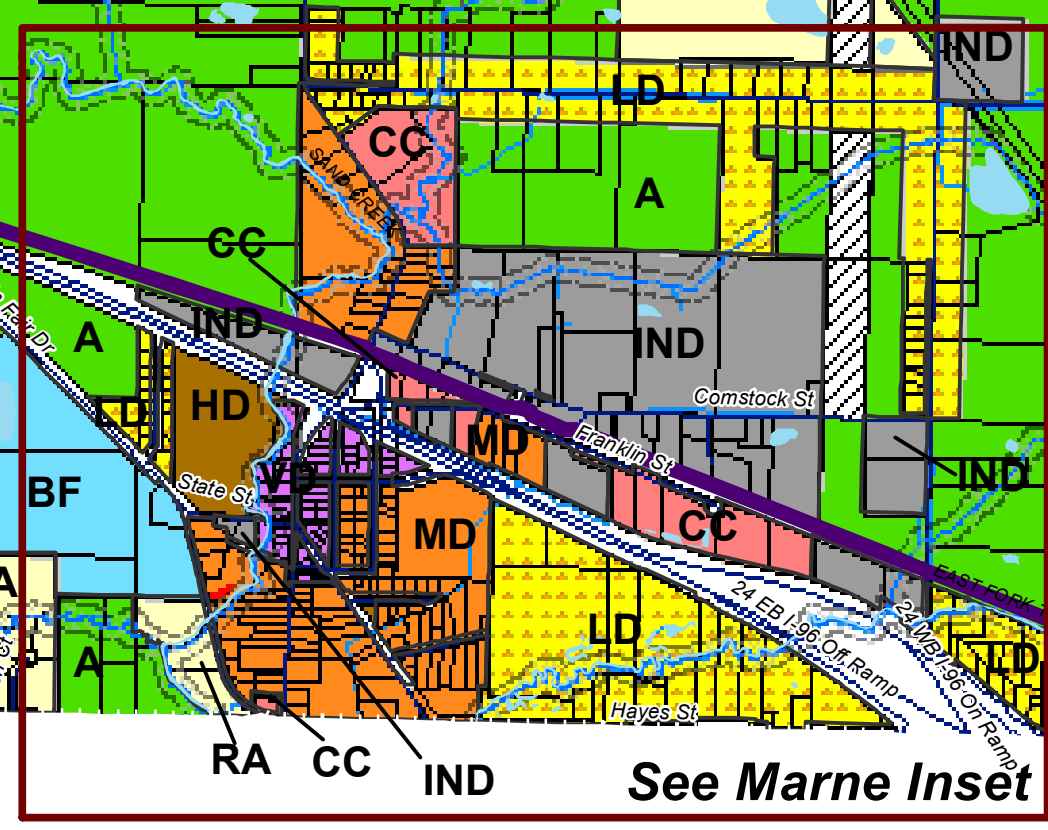 IND
LD
CC
SAND CREEK
A
CC
IND
A
Fair Dr
IND
HD
LD
Comstock St
MD
Franklin St
IND
VD
State St
BF
MD
CC
EAST FORK
A
24 EB I-96 Off Ramp
24 WB I-96 On Ramp
LD
LD
A
Hayes St
RA
CC
IND
See Marne Inset